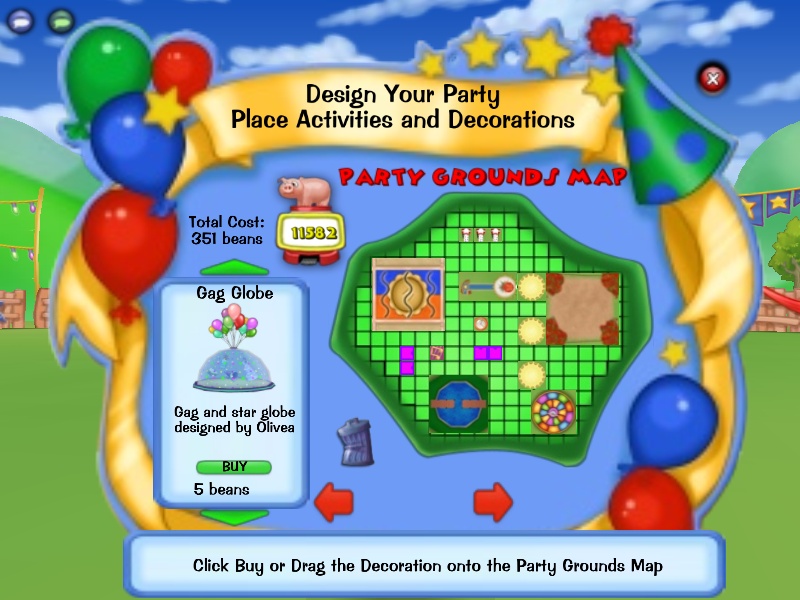 Design Your Party
Place Activities and Decorations
PARTY GROUNDS MAP
Total Cost:
351 beans
11582
Gag Globe
Gag and star globe
designed by Olivea
BUY
5 beans
Click Buy or Drag the Decoration onto the Party Grounds Map